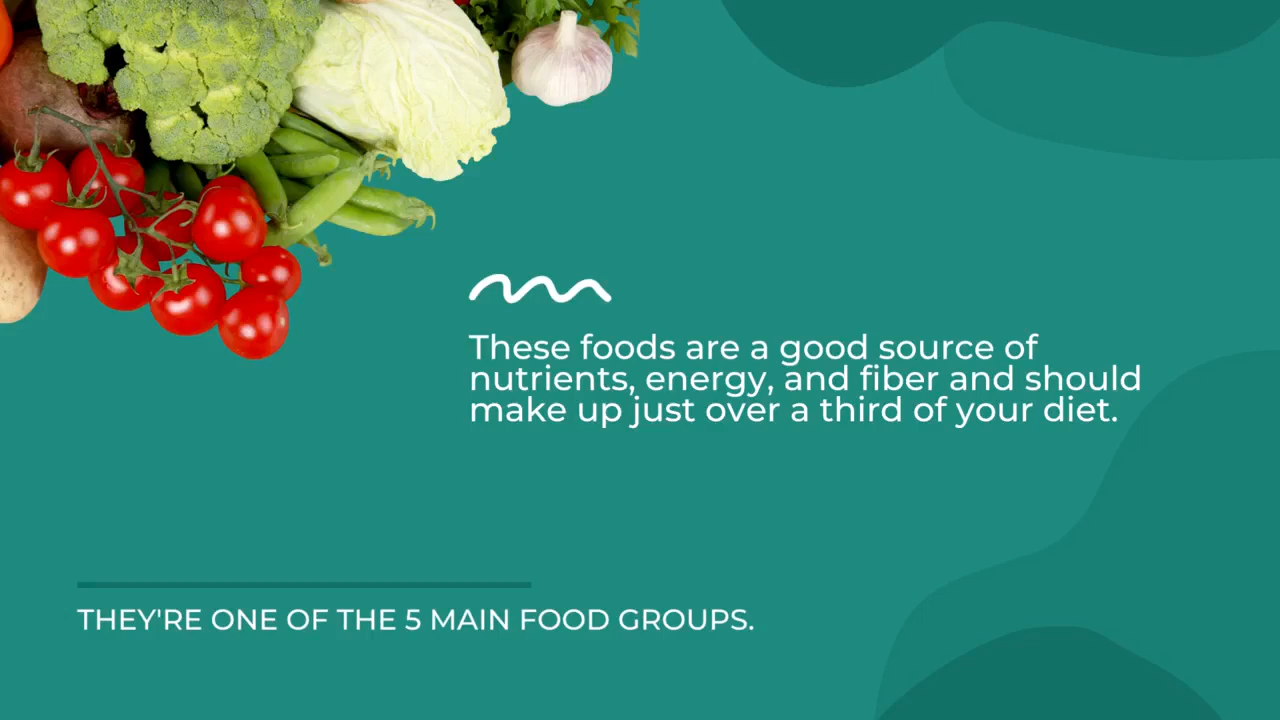 These foods are a good source of
nutrients, energy, and fiber and should
make up just over a third of your diet.
THEY'RE ONE OF THE 5 MAIN FOOD GROUPS.